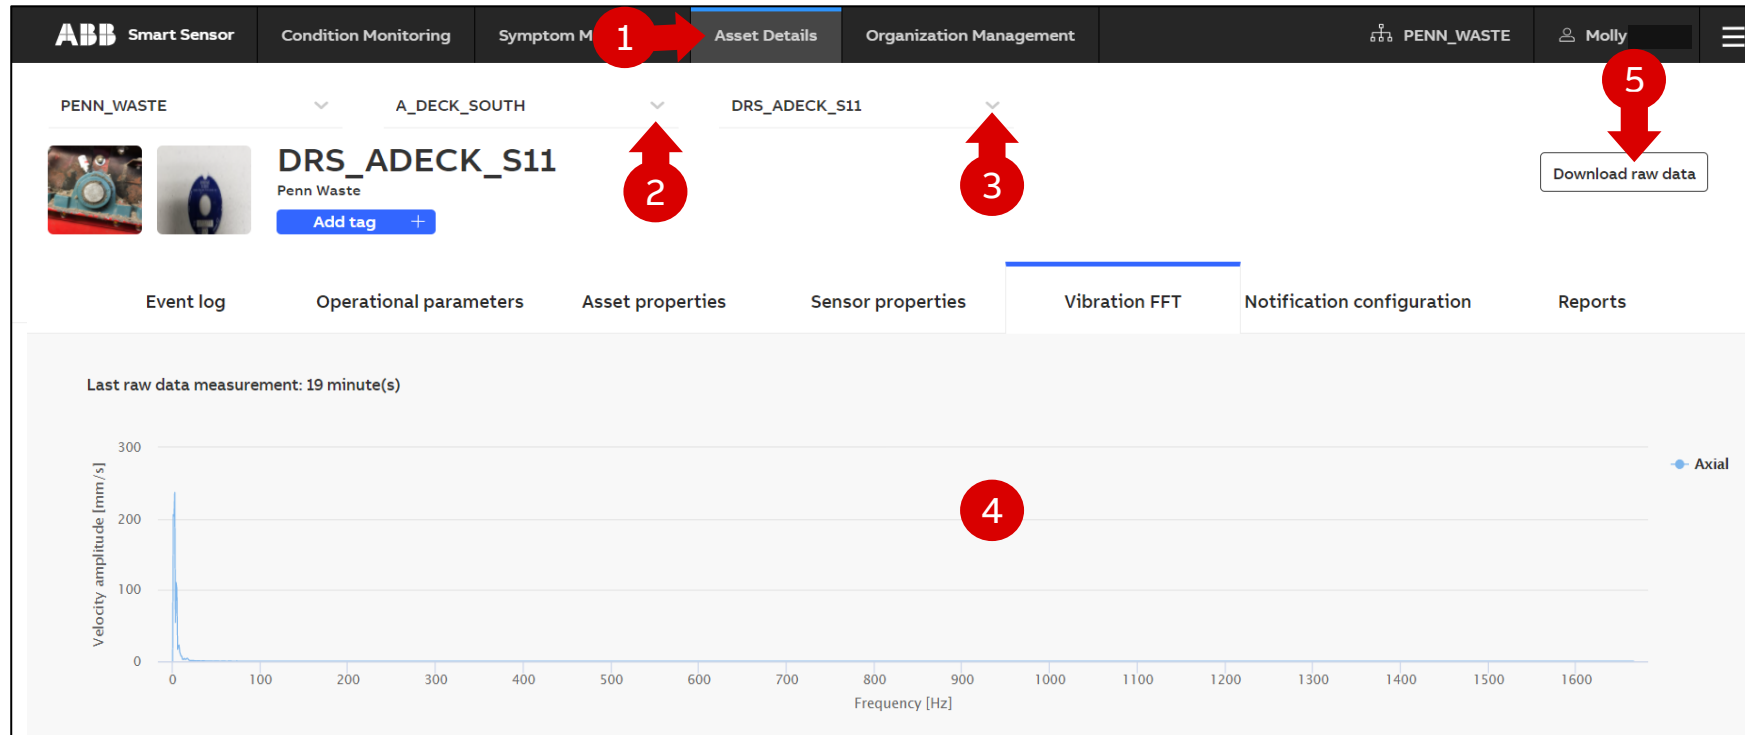 ABB Smart Sensor Condition Monitoring Symptom M 1 Asset Details Organization Management PENN_WASTE Molly
5
PENN_WASTE A_DECK_SOUTH DRS_ADECK_S11
DRS_ADECK_S11
Penn Waste
Add tag +
2
3
Download raw data
Event log Operational parameters Asset properties Sensor properties Vibration FFT Notification configuration Reports
Last raw data measurement: 19 minute(s)
300
200
100
0
Velocity amplitude [mm/s]
4
Axial
0 100 200 300 400 500 600 700 800 900 1000 1100 1200 1300 1400 1500 1600
Frequency [Hz]